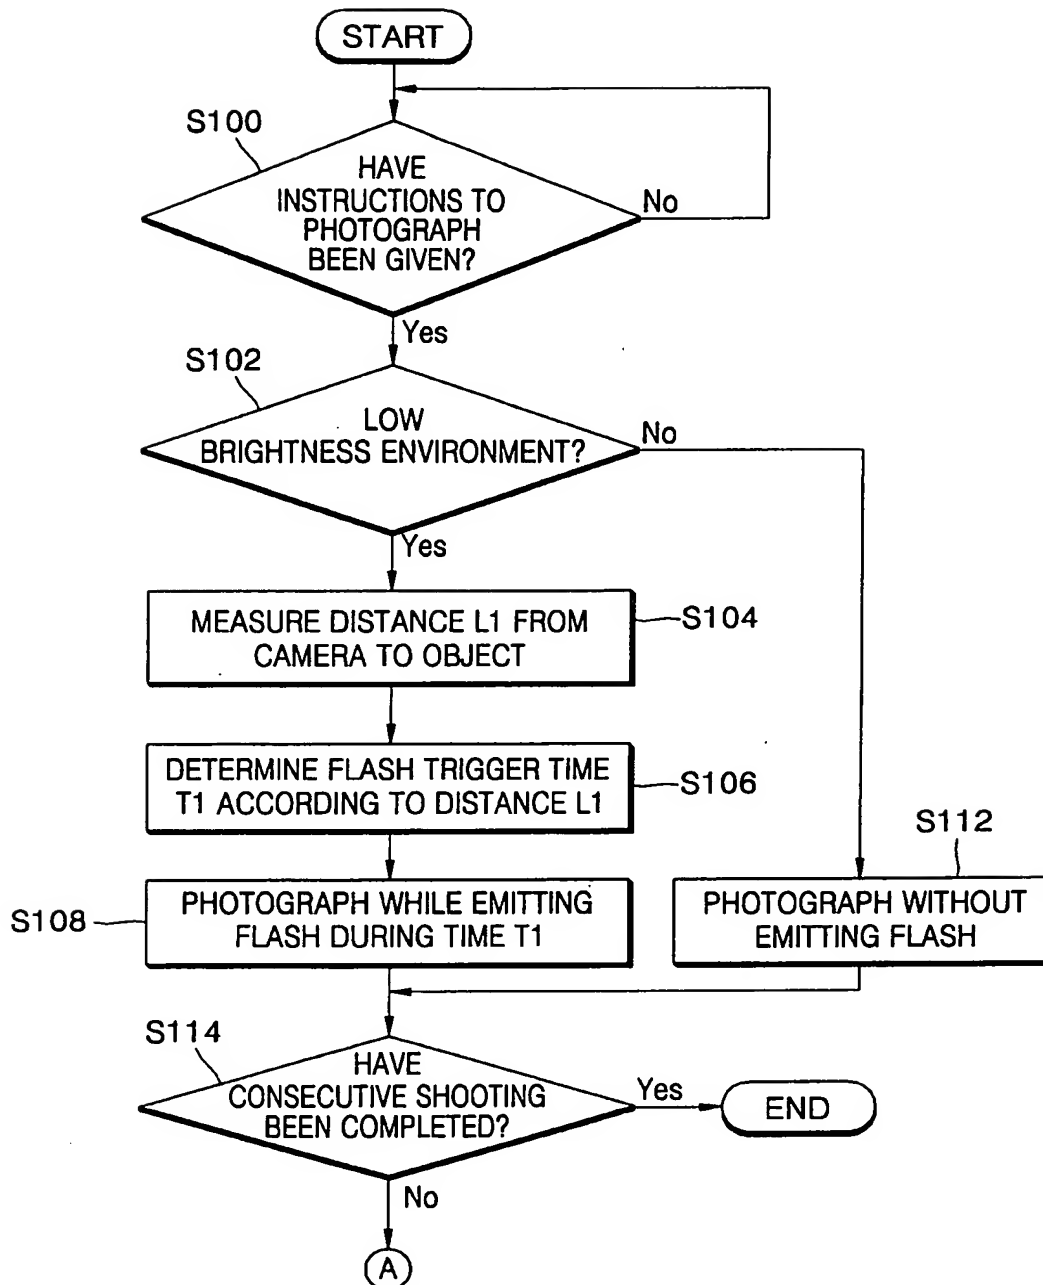 START
S100
HAVE
INSTRUCTIONS TO
PHOTOGRAPH
BEEN GIVEN?
No
Yes
S102
LOW
BRIGHTNESS ENVIRONMENT?
No
Yes
MEASURE DISTANCE L1 FROM
CAMERA TO OBJECT
S104
DETERMINE FLASH TRIGGER TIME
T1 ACCORDING TO DISTANCE L1
S106
S112
S108
PHOTOGRAPH WHILE EMITTING
FLASH DURING TIME T1
PHOTOGRAPH WITHOUT
EMITTING FLASH
S114
HAVE
CONSECUTIVE SHOOTING
BEEN COMPLETED?
Yes
END
No
A